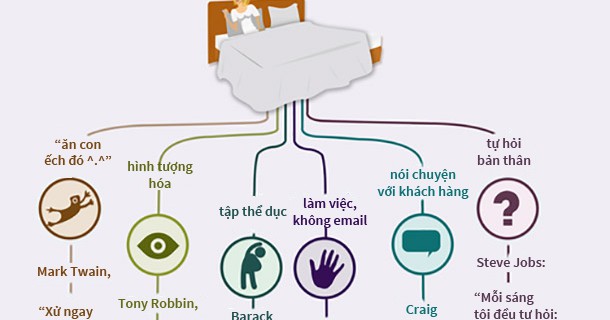 “ăn con
ếch đó ^.^”
hình tượng
hóa
tập thể dục
làm việc,
không email
nói chuyện
với khách hàng
tự hỏi
bản thân
Mark Twain,
“Xử ngay
Tony Robbin,
Barack
Craig
Steve Jobs:
“Mỗi sáng
tôi đều tự hỏi: